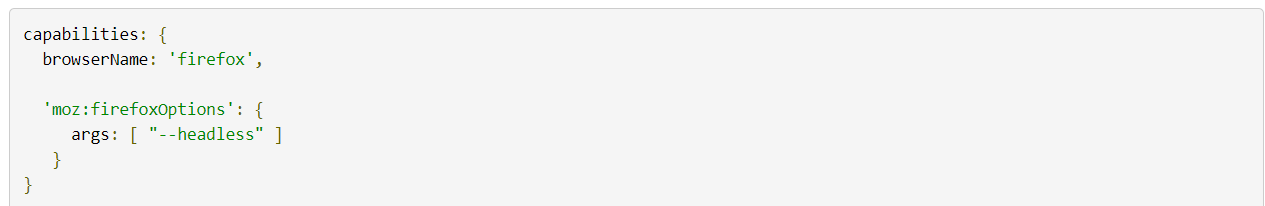 capabilities: {
  browserName: 'firefox',

  'moz:firefoxOptions': {
     args: [ "--headless" ]
   }
}